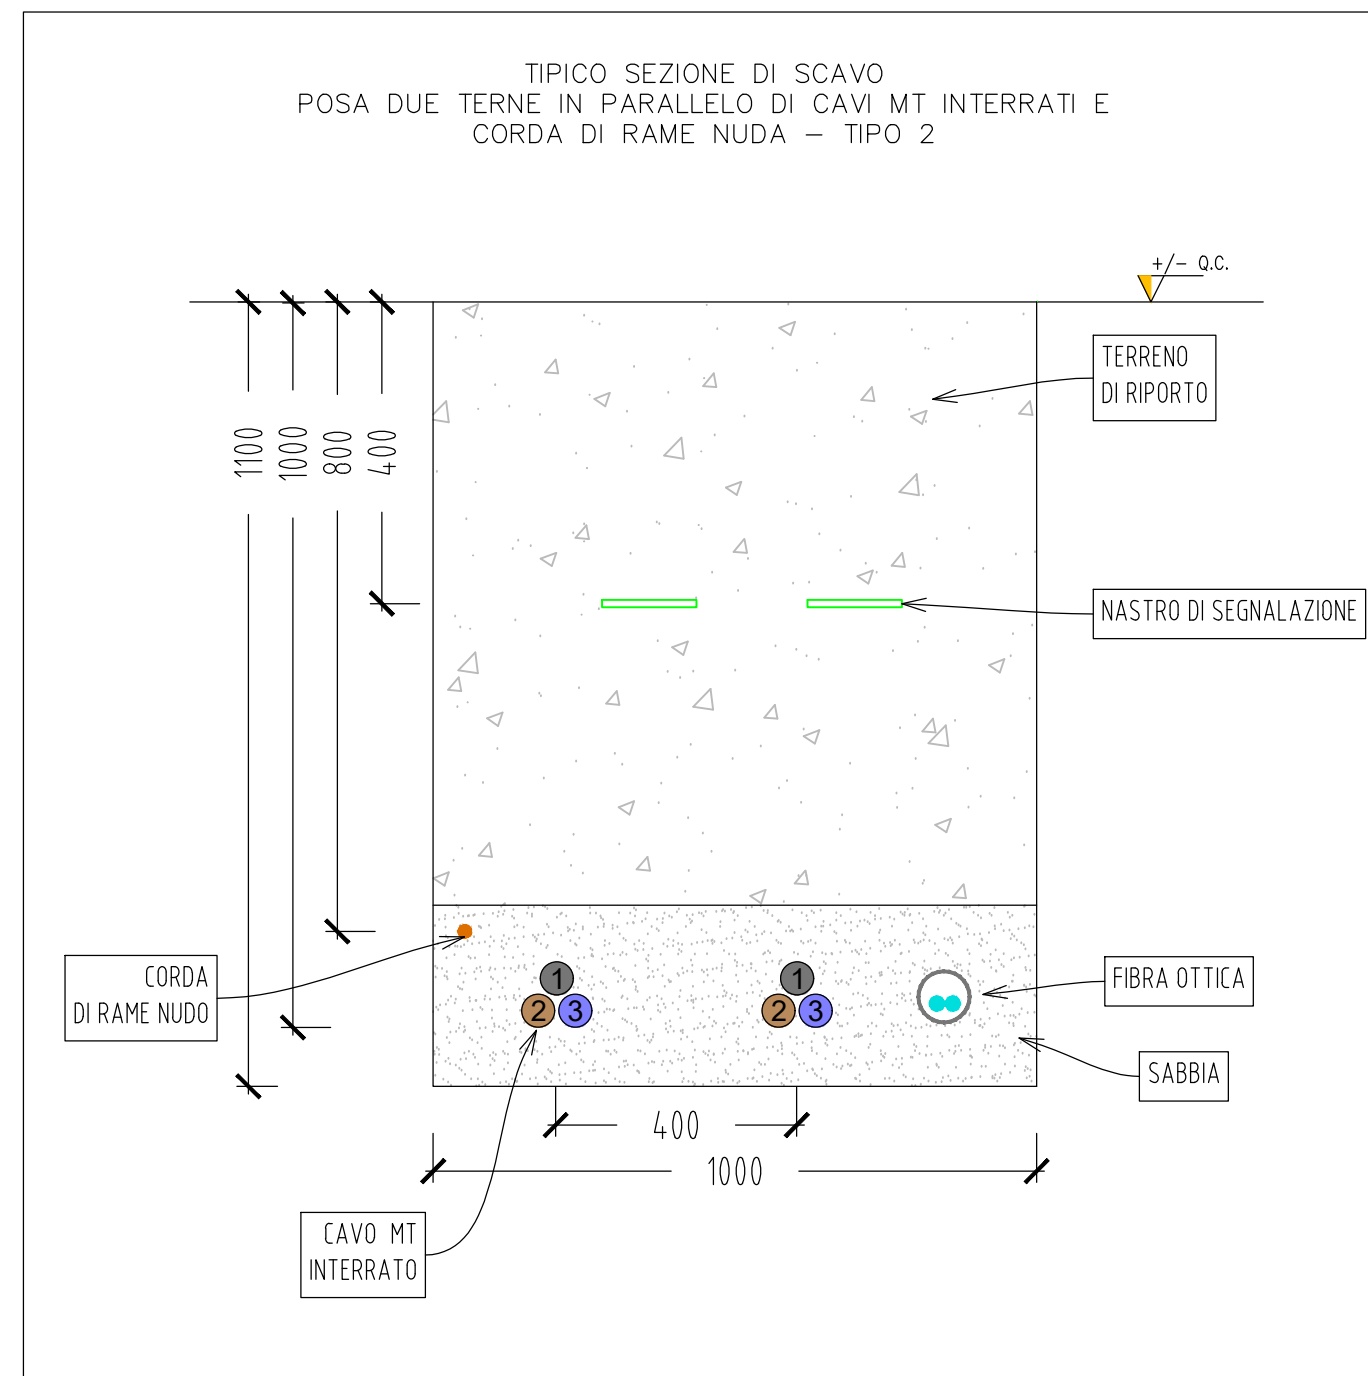 TIPICO SEZIONE DI SCAVO
POSA DUE TERNE IN PARALLELO DI CAVI MT INTERRATI E
CORDA DI RAME NUDA – TIPO 2
+/- Q.C.
TERRENO
DI RIPORTO
1100
1000
800
400
NASTRO DI SEGNALAZIONE
CORDA
DI RAME NUDO
1
2
3
1
2
3
FIBRA OTTICA
SABBIA
400
1000
CAVO MT
INTERRATO